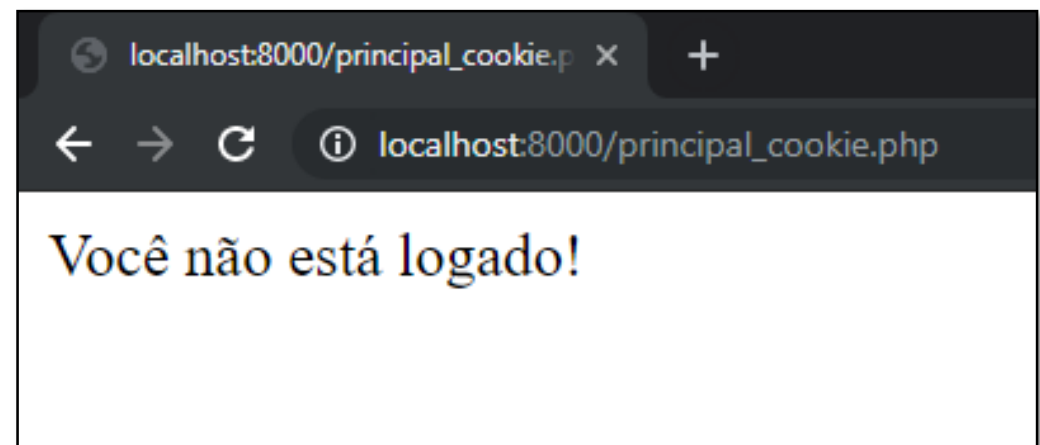 localhost:8000/principal_cookie.p
localhost:8000/principal_cookie.php
Você não está logado!